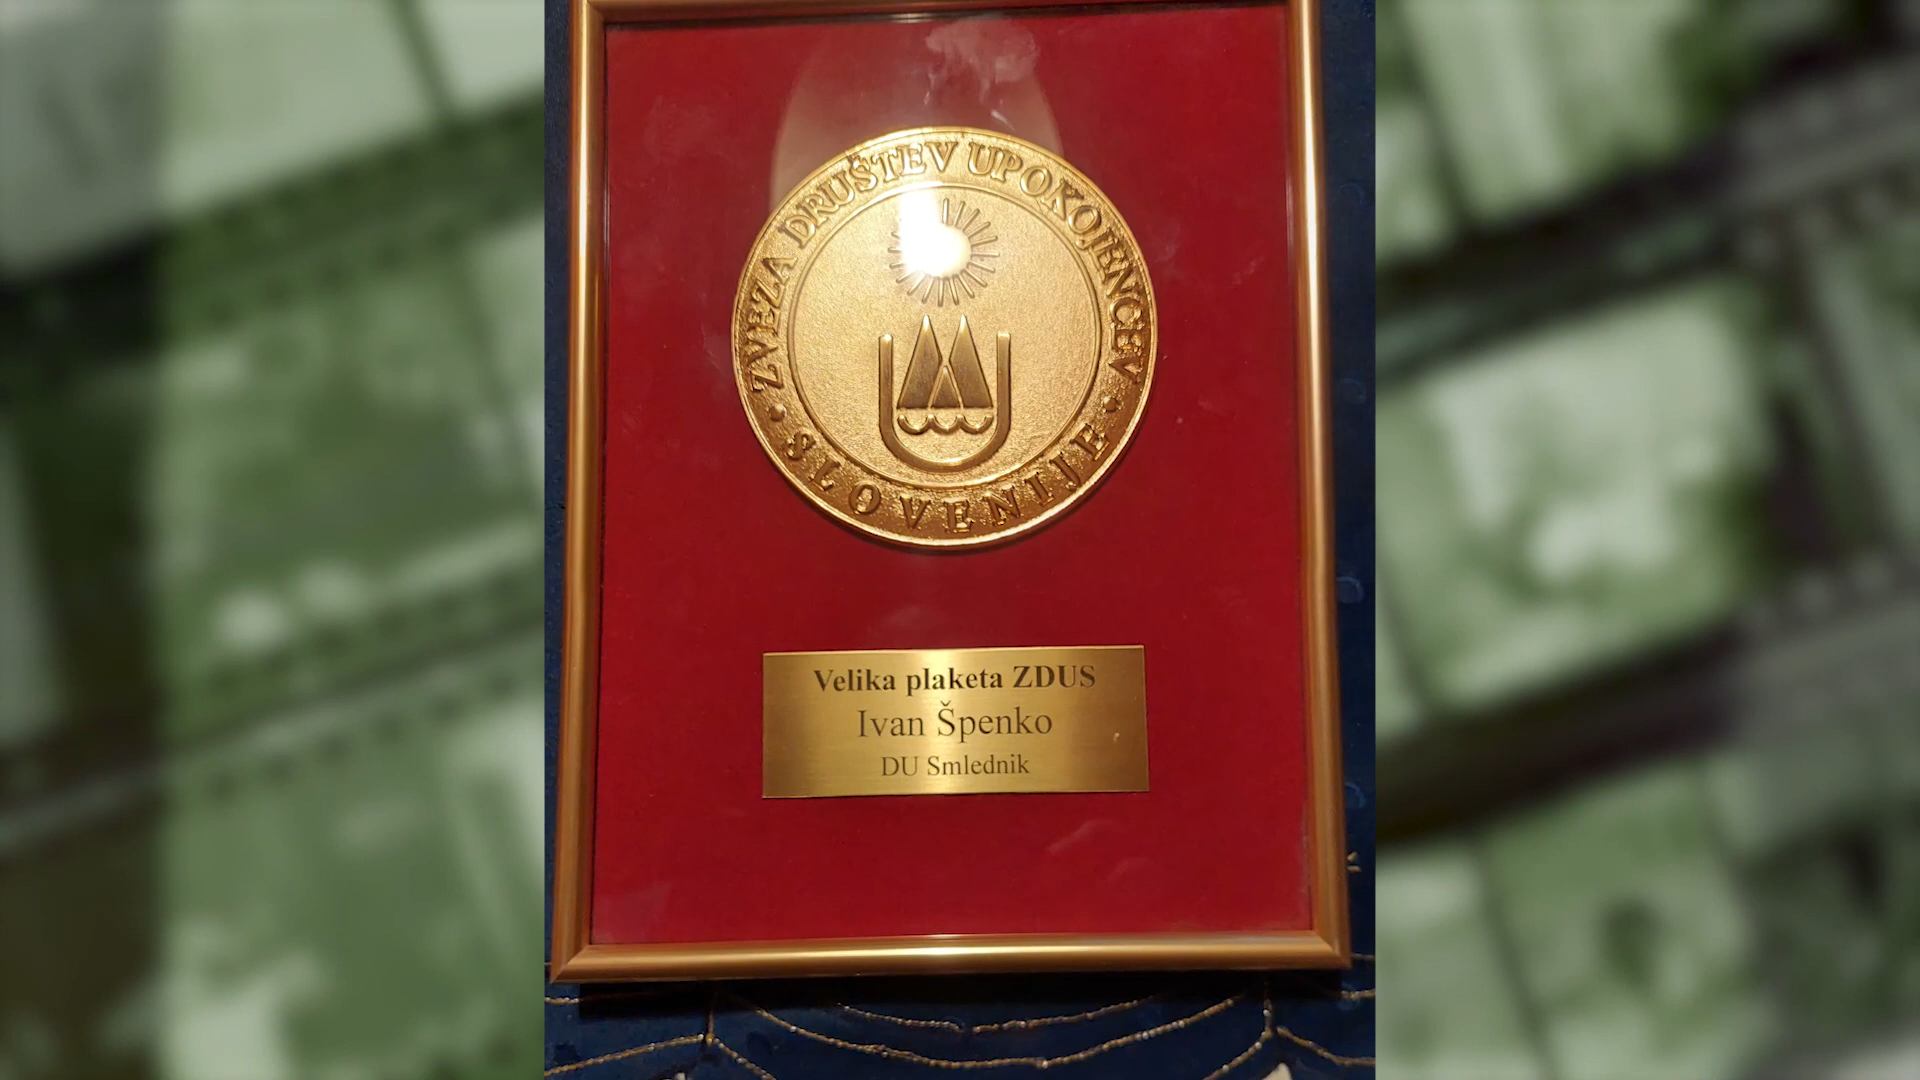 ZVEZA DRUŠTEV UPOKOJENCEV
SLOVENIJE
Velika plaketa ZDUS
Ivan Špenko
DU Smlednik